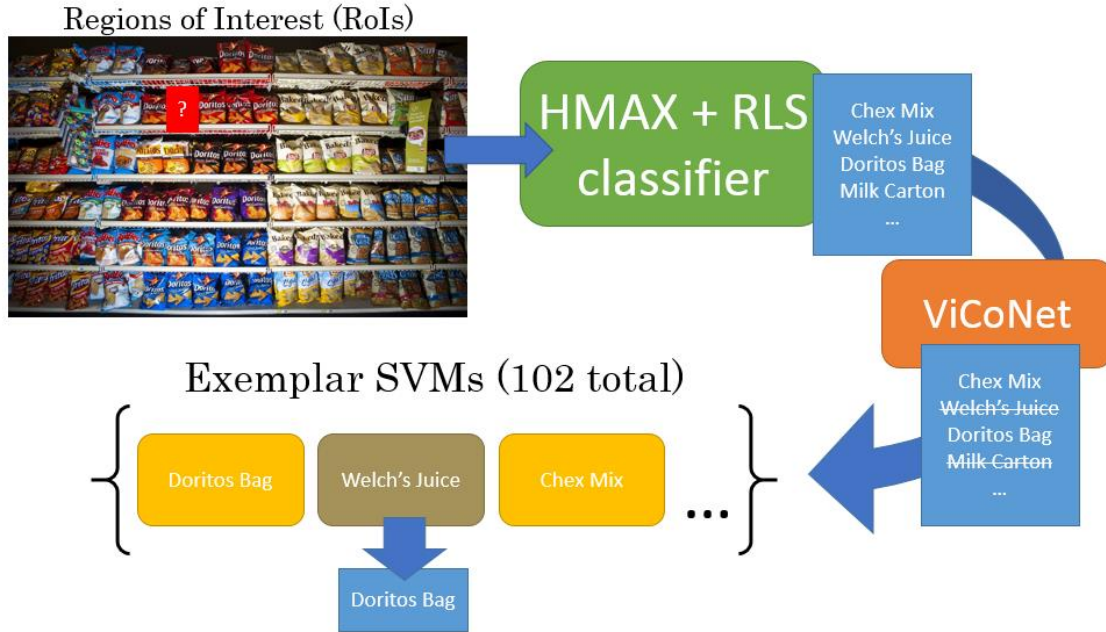 Regions of Interest (RoIs)
?
Doritos
HMAX + RLS
classifier
Chex Mix
Welch's Juice
Doritos Bag
Milk Carton
...
ViCoNet
Chex Mix
Welch's Juice
Doritos Bag
Milk Carton
...
Exemplar SVMs (102 total)
Doritos Bag
Welch's Juice
Chex Mix
...
Doritos Bag